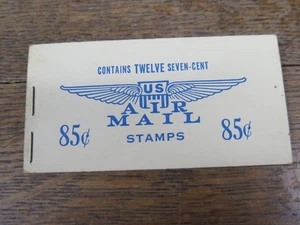 CONTAINS TWELVE SEVEN-CENT
US
AIR
MAIL
85¢ STAMPS 85¢